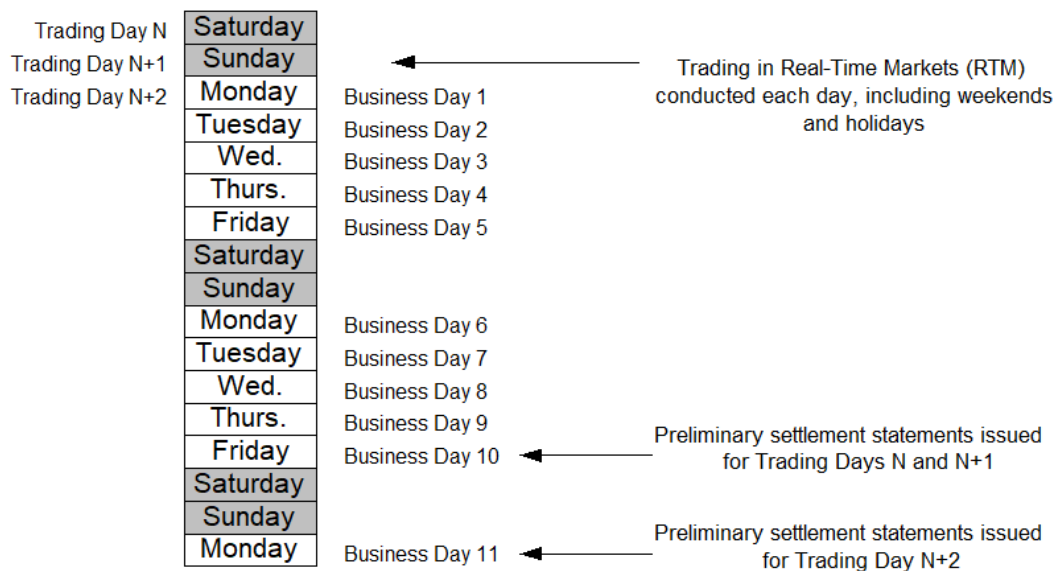 Trading Day N
Saturday
Trading Day N+1
Sunday
Trading in Real-Time Markets (RTM)
conducted each day, including weekends
and holidays
Trading Day N+2
Monday
Business Day 1
Tuesday
Business Day 2
Wed.
Business Day 3
Thurs.
Business Day 4
Friday
Business Day 5
Saturday
Sunday
Monday
Business Day 6
Tuesday
Business Day 7
Wed.
Business Day 8
Thurs.
Business Day 9
Friday
Business Day 10
Preliminary settlement statements issued
for Trading Days N and N+1
Saturday
Sunday
Monday
Business Day 11
Preliminary settlement statements issued
for Trading Day N+2